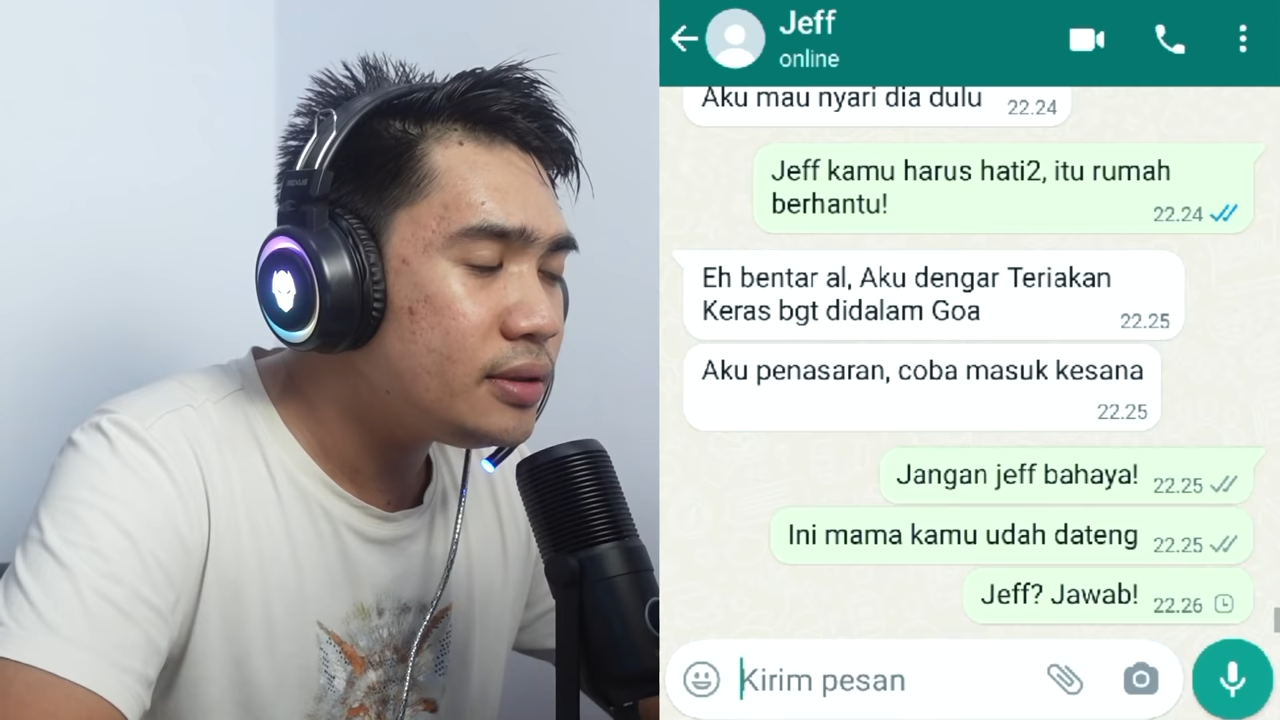 Jeff
online
Aku mau nyari dia dulu 22.24
Jeff kamu harus hati2, itu rumah
berhantu! 22.24
Eh bentar al, Aku dengar Teriakan
Keras bgt didalam Goa 22.25
Aku penasaran, coba masuk kesana
22.25
Jangan jeff bahaya! 22.25
Ini mama kamu udah dateng 22.25
Jeff? Jawab! 22.26
Kirim pesan